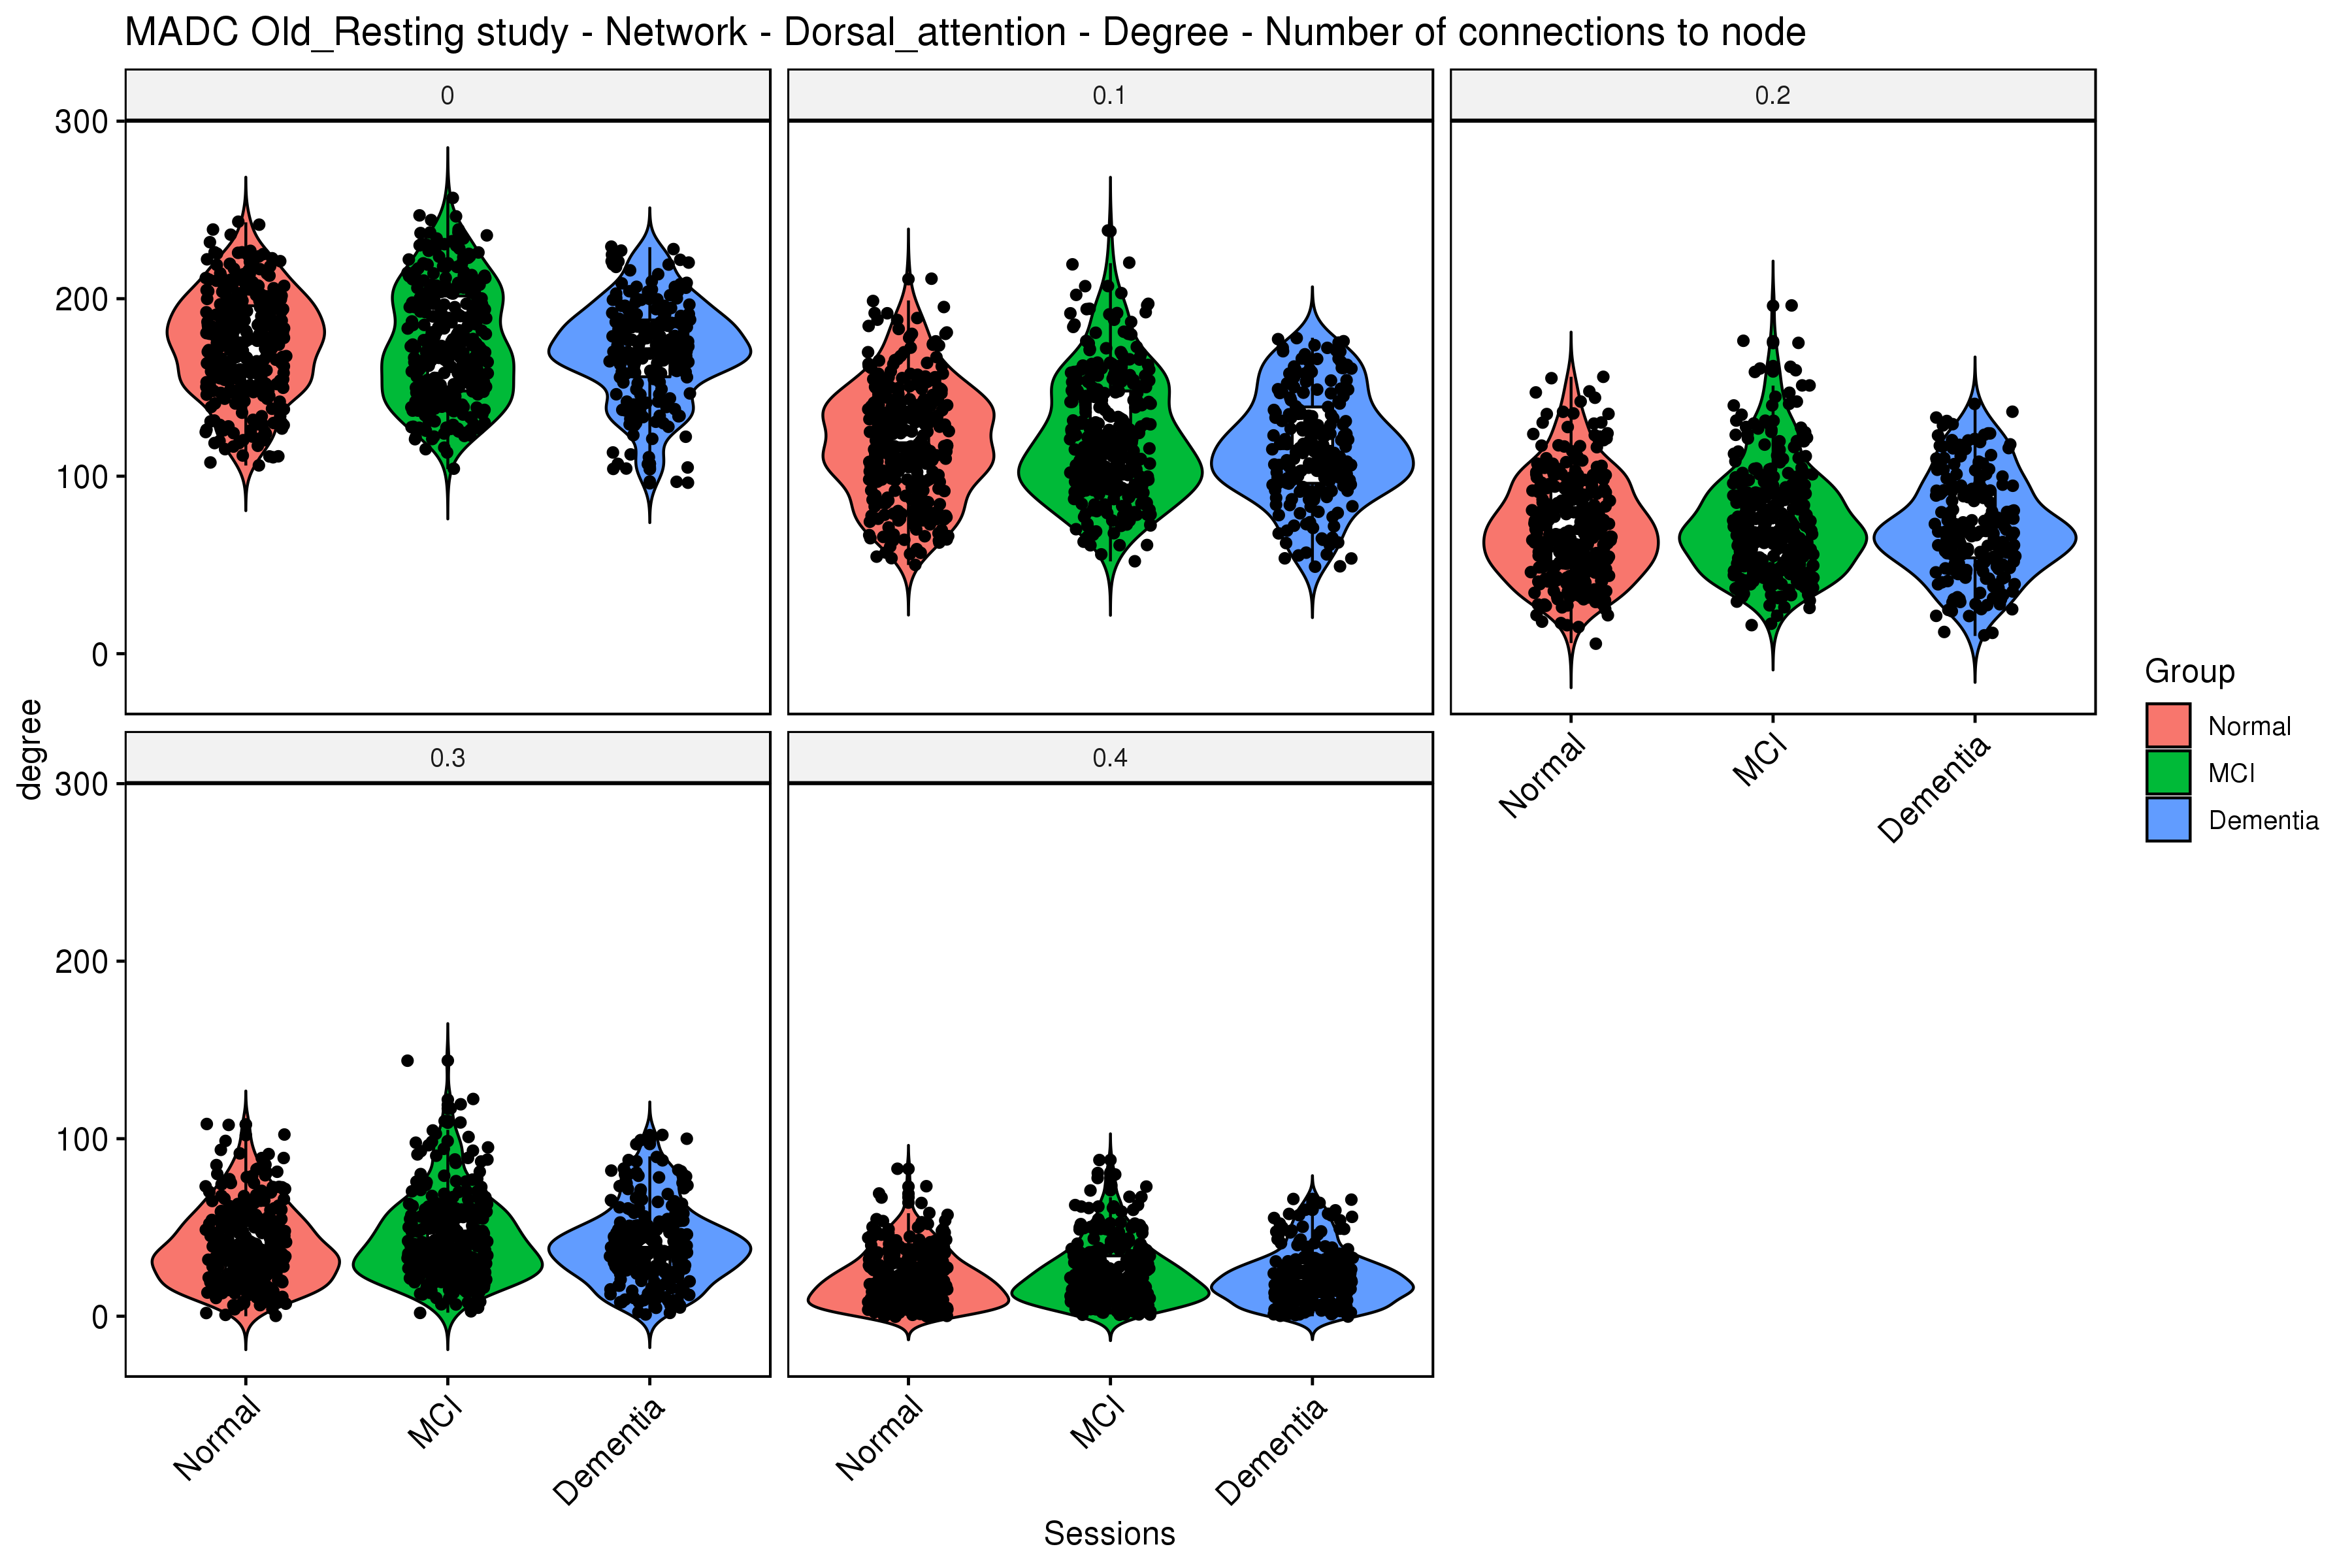 MADC Old_Resting study - Network - Dorsal_attention - Degree - Number of connections to node
0
0.1
0.2
300
200
100
0
Normal
MCI
Dementia
Group
Normal
MCI
Dementia
degree
0.3
0.4
300
200
100
0
Normal
MCI
Dementia
Normal
MCI
Dementia
Sessions